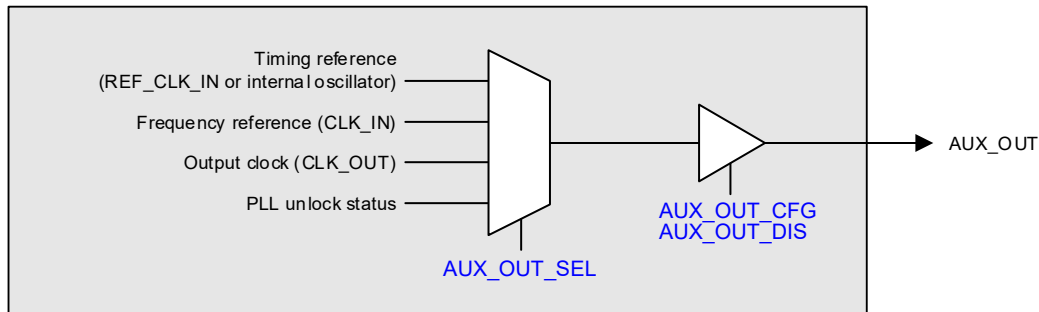 Timing reference
(REF_CLK_IN or internal oscillator)
Frequency reference (CLK_IN)
Output clock (CLK_OUT)
PLL unlock status
AUX_OUT_SEL
AUX_OUT_CFG
AUX_OUT_DIS
AUX_OUT